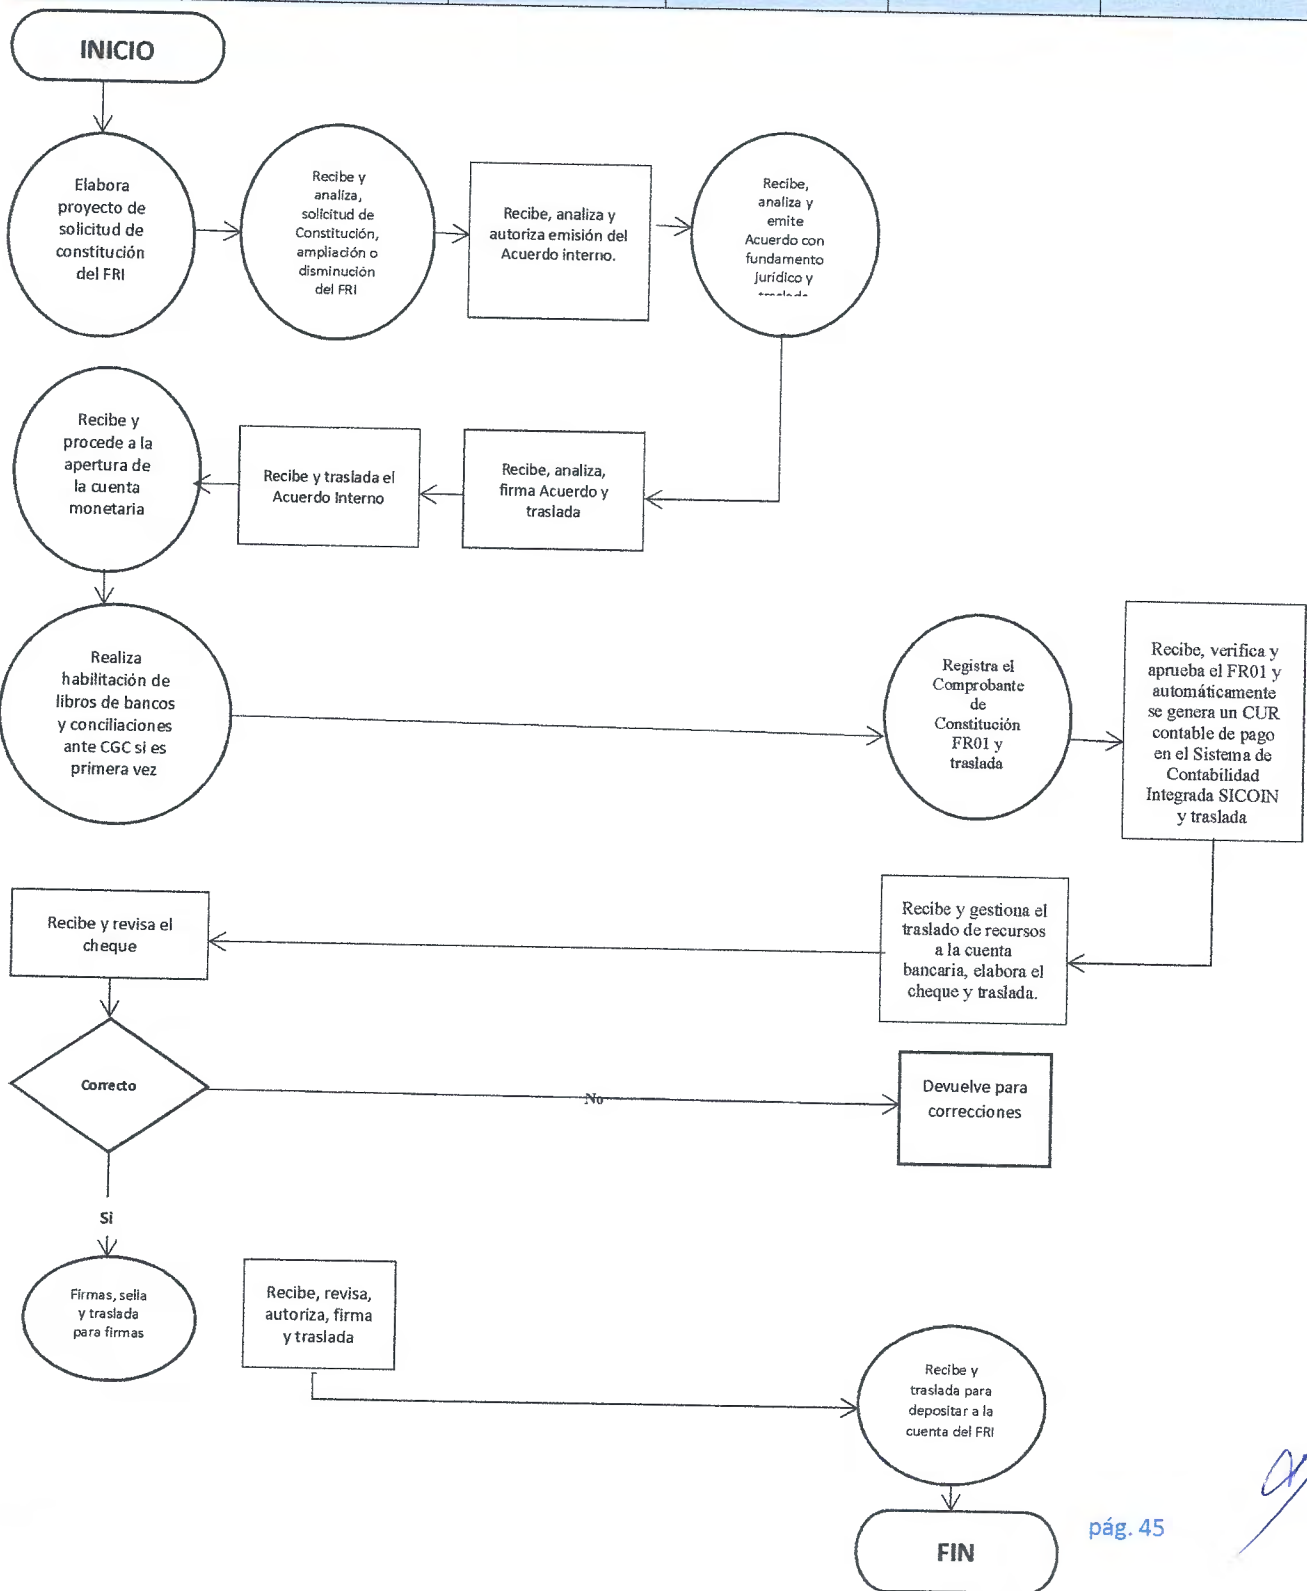 INICIO
Elabora
proyecto de
solicitud de
constitución
del FRI
Recibe y
analiza,
solicitud de
Constitución,
ampliación o
disminución
del FRI
Recibe, analiza y
autoriza emisión del
Acuerdo interno.
Recibe,
analiza y
emite
Acuerdo con
fundamento
jurídico y
Recibe, analiza,
firma Acuerdo y
traslada
Recibe y traslada el
Acuerdo Interno
Recibe y
procede a la
apertura de
la cuenta
monetaria
Realiza
habilitación de
libros de bancos
y conciliaciones
ante CGC si es
primera vez
Registra el
Comprobante
de
Constitución
FR01 y
traslada
Recibe, verifica y
aprueba el FR01 y
automáticamente
se genera un CUR
contable de pago
en el Sistema de
Contabilidad
Integrada SICOIN
y traslada
Recibe y gestiona el
traslado de recursos
a la cuenta
bancaria, elabora el
cheque y traslada.
Recibe y revisa el
cheque
Correcto
No
Devuelve para
correcciones
Si
Firmas, sella
y traslada
para firmas
Recibe, revisa,
autoriza, firma
y traslada
Recibe y
traslada para
depositar a la
cuenta del FRI
FIN
pág. 45